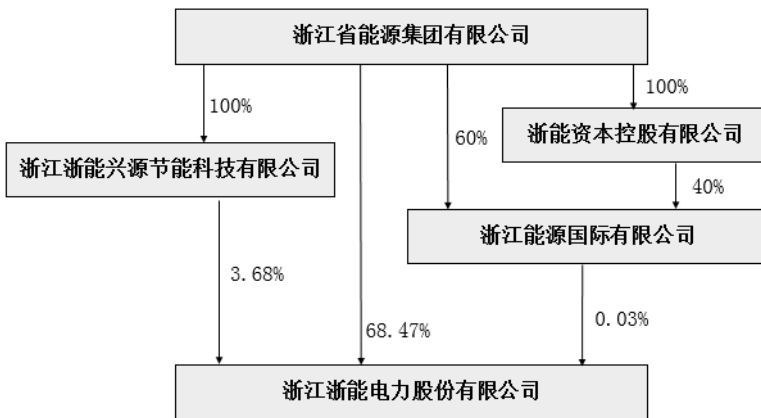 浙江省能源集团有限公司
100%
100%
60%
浙能资本控股有限公司
浙江浙能兴源节能科技有限公司
40%
浙江能源国际有限公司
3.68%
68.47%
0.03%
浙江浙能电力股份有限公司